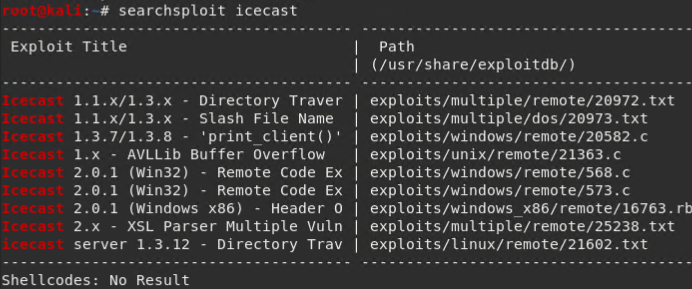 root@kali:~# searchsploit icecast
---------------------------------------- ----------------------------------------
 Exploit Title                          |  Path
                                        | (/usr/share/exploitdb/)
---------------------------------------- ----------------------------------------
Icecast 1.1.x/1.3.x - Directory Traver | exploits/multiple/remote/20972.txt
Icecast 1.1.x/1.3.x - Slash File Name  | exploits/multiple/dos/20973.txt
Icecast 1.3.7/1.3.8 - 'print_client()' | exploits/windows/remote/20582.c
Icecast 1.x - AVLLib Buffer Overflow   | exploits/unix/remote/21363.c
Icecast 2.0.1 (Win32) - Remote Code Ex | exploits/windows/remote/568.c
Icecast 2.0.1 (Win32) - Remote Code Ex | exploits/windows/remote/573.c
Icecast 2.0.1 (Windows x86) - Header O | exploits/windows_x86/remote/16763.rb
Icecast 2.x - XSL Parser Multiple Vuln | exploits/multiple/remote/25238.txt
icecast server 1.3.12 - Directory Trav | exploits/linux/remote/21602.txt
---------------------------------------- ----------------------------------------
Shellcodes: No Result